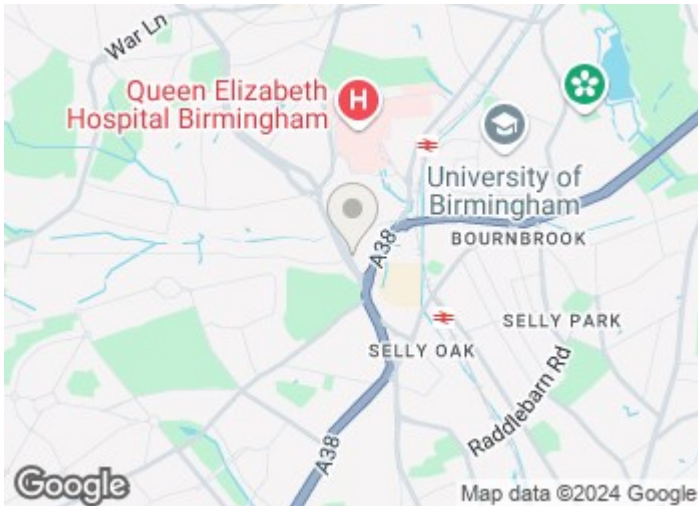 War Ln
Queen Elizabeth
Hospital Birmingham
H
University of
Birmingham
A38
BOURNBROOK
SELLY PARK
SELLY OAK
Raddlebarn Rd
A38
Google
Map data ©2024 Google